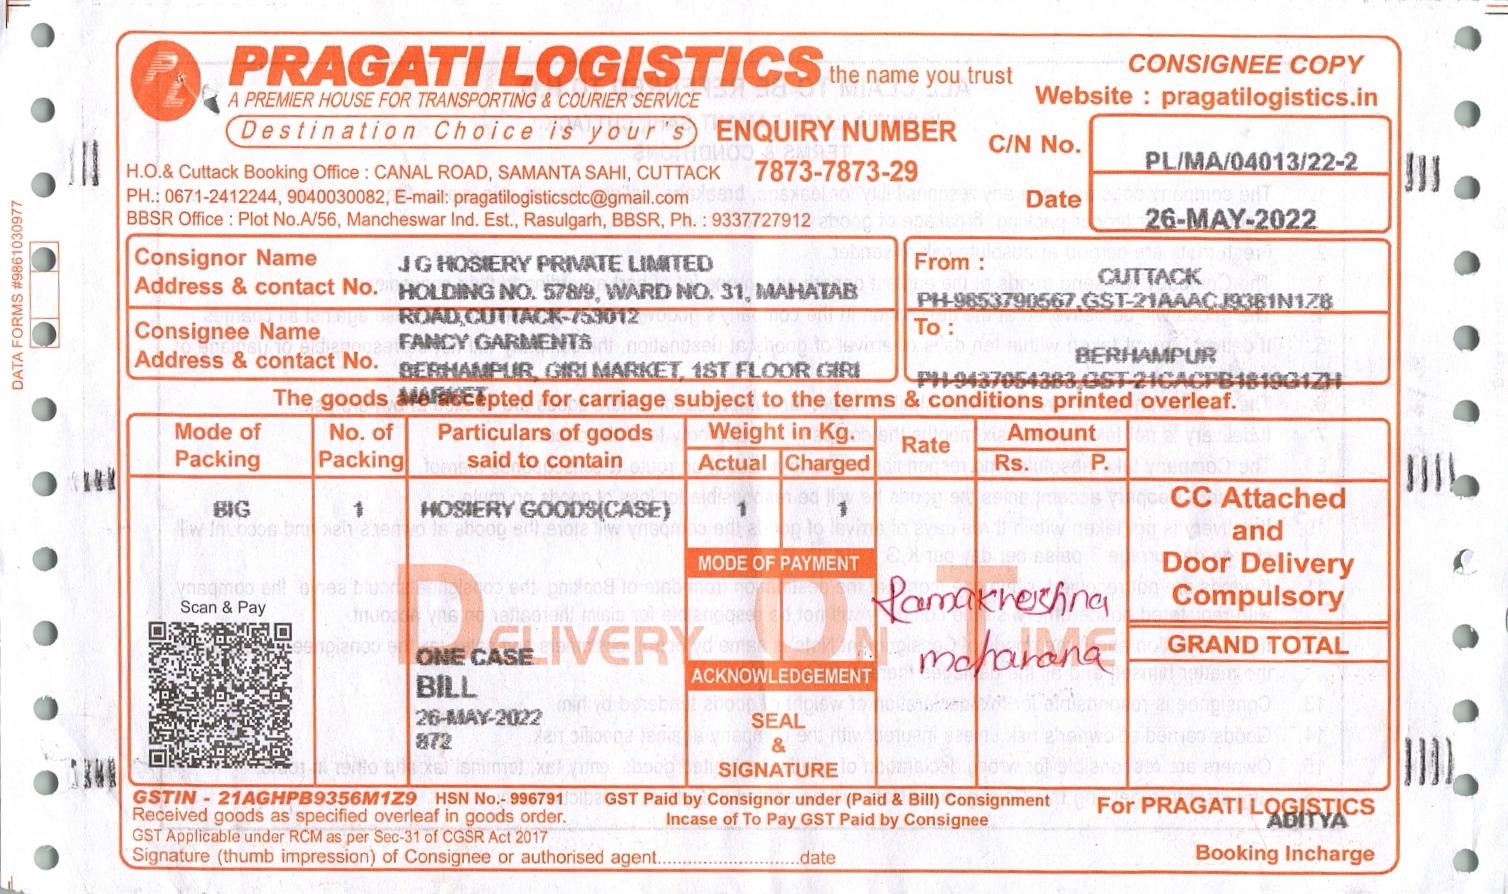 PRAGATI LOGISTICS the name you trust
A PREMIER HOUSE FOR TRANSPORTING & COURIER SERVICE
(Destination Choice is your's)
ENQUIRY NUMBER
7873-7873-29
CONSIGNEE COPY
Website : pragatilogistics.in
C/N No. PL/MA/04013/22-2
Date 26-MAY-2022
H.O.& Cuttack Booking Office : CANAL ROAD, SAMANTA SAHI, CUTTACK
PH.: 0671-2412244, 9040030082, E-mail: pragatilogisticsctc@gmail.com
BBSR Office : Plot No.A/56, Mancheswar Ind. Est., Rasulgarh, BBSR, Ph. : 9337727912
DATA FORMS #9861030977
Consignor Name
Address & contact No.
J G HOSIERY PRIVATE LIMITED
HOLDING NO. 578/9, WARD NO. 31, MAHATAB
ROAD,CUTTACK-753012
Consignee Name
Address & contact No.
FANCY GARMENTS
BERHAMPUR, GIRI MARKET, 1ST FLOOR GIRI
MARKET
From :
CUTTACK
PH-9853790567,GST-21AAACJ9381N1Z8
To :
BERHAMPUR
PH-9437054383,GST-21CACPB1819G1ZH
The goods are accepted for carriage subject to the terms & conditions printed overleaf.
Mode of Packing
No. of Packing
Particulars of goods said to contain
Weight in Kg.
Actual Charged
Rate
Amount
Rs. P.
BIG 1 HOSIERY GOODS(CASE) 1 1
CC Attached
and
Door Delivery
Compulsory
GRAND TOTAL
MODE OF PAYMENT
DELIVERY ON TIME
Ramakrishna
maharana
Scan & Pay
ONE CASE
BILL
26-MAY-2022
872
ACKNOWLEDGEMENT
SEAL
&
SIGNATURE
GSTIN - 21AGHPB9356M1Z9 HSN No.- 996791 GST Paid by Consignor under (Paid & Bill) Consignment
Received goods as specified overleaf in goods order. Incase of To Pay GST Paid by Consignee
GST Applicable under RCM as per Sec-31 of CGSR Act 2017
Signature (thumb impression) of Consignee or authorised agent...............................date
For PRAGATI LOGISTICS
ADITYA
Booking Incharge